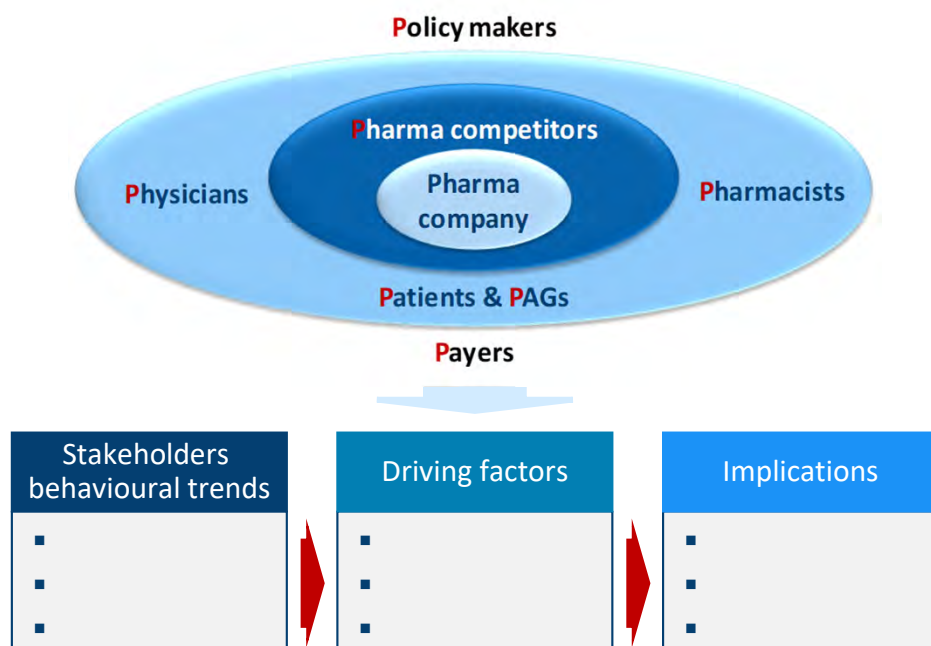 Policy makers
Pharma competitors
Physicians
Pharma
company
Pharmacists
Patients & PAGs
Payers
Stakeholders
behavioural trends
Driving factors
Implications